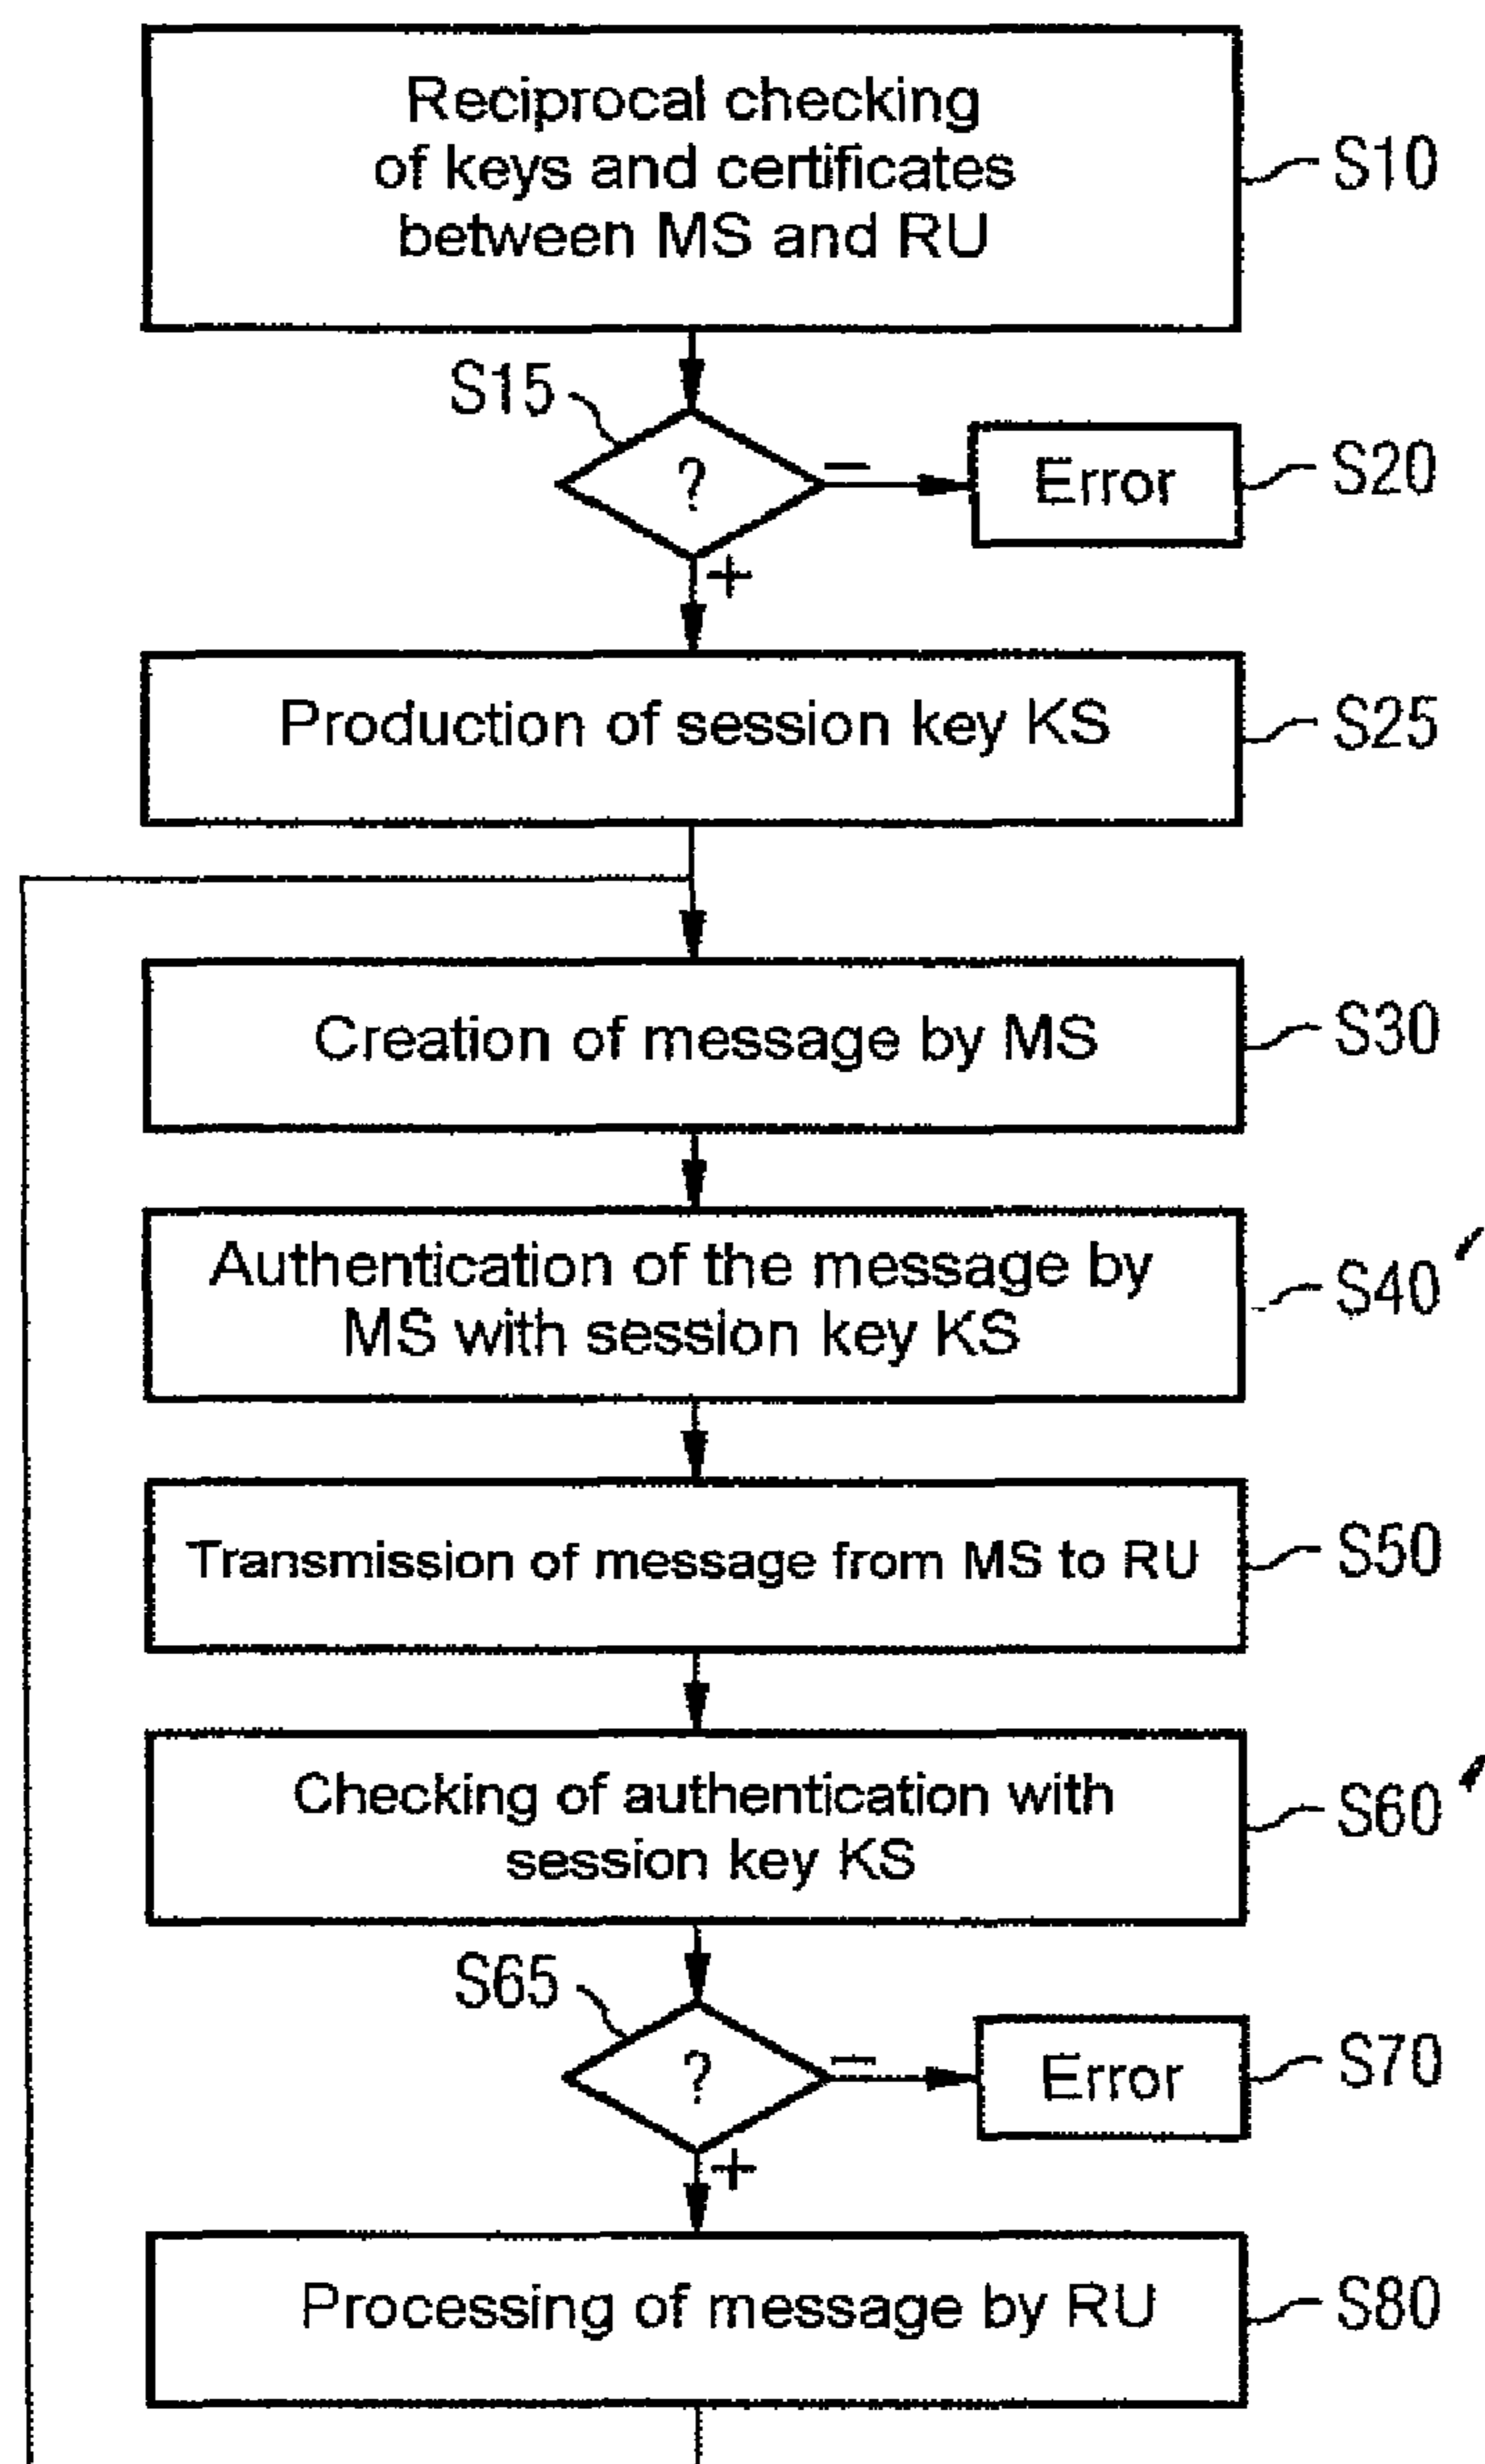 Reciprocal checking
of keys and certificates
between MS and RU
S10
S15
?
−
Error
S20
+
Production of session key KS
S25
Creation of message by MS
S30
Authentication of the message by
MS with session key KS
S40'
Transmission of message from MS to RU
S50
Checking of authentication with
session key KS
S60'
S65
?
−
Error
S70
+
Processing of message by RU
S80